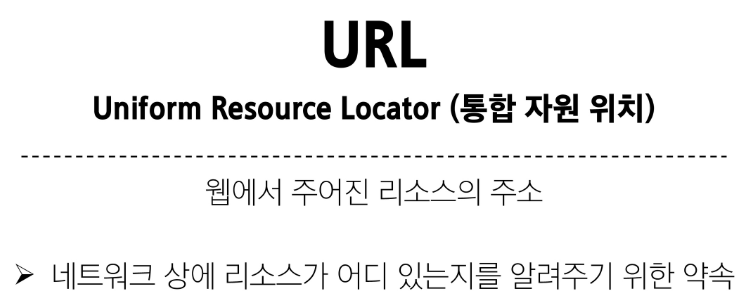 URL
Uniform Resource Locator (통합 자원 위치)
웹에서 주어진 리소스의 주소
➢ 네트워크 상에 리소스가 어디 있는지를 알려주기 위한 약속